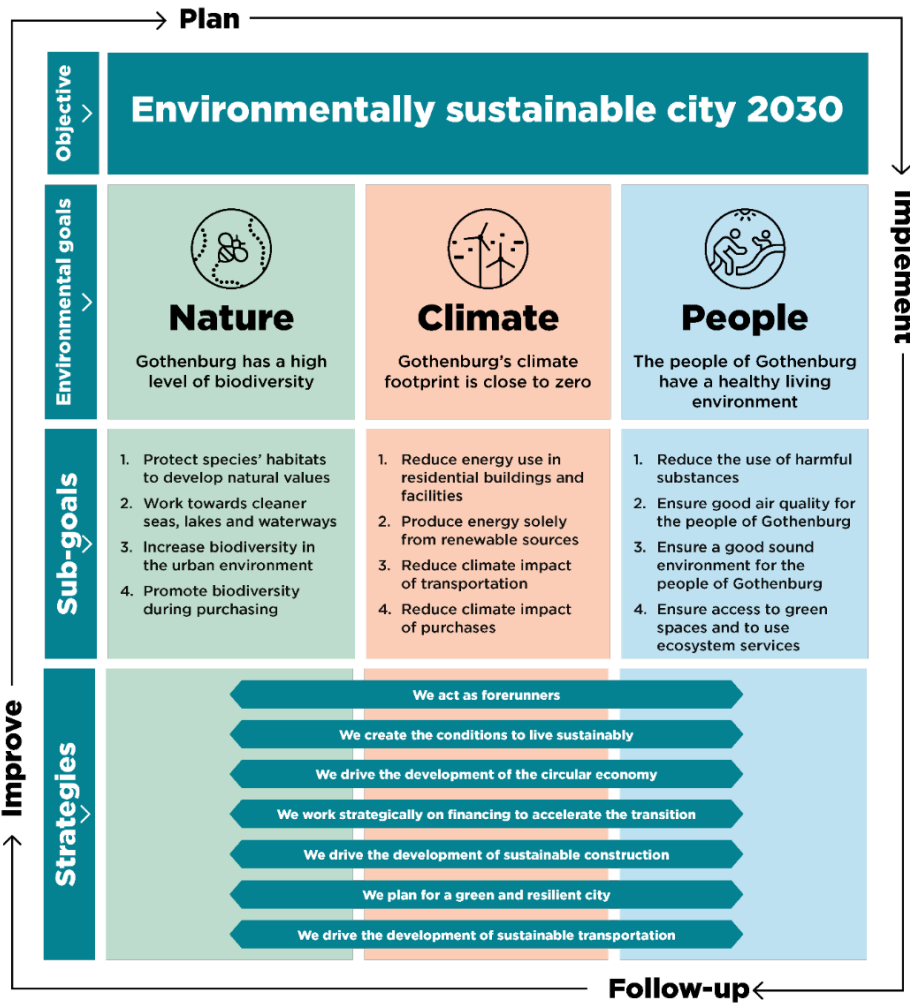 Plan
Objective
Environmentally sustainable city 2030
Implement
Environmental goals
Nature
Gothenburg has a high
level of biodiversity
Climate
Gothenburg's climate
footprint is close to zero
People
The people of Gothenburg
have a healthy living
environment
Sub-goals
1. Protect species' habitats
to develop natural values
2. Work towards cleaner
seas, lakes and waterways
3. Increase biodiversity in
the urban environment
4. Promote biodiversity
during purchasing
1. Reduce energy use in
residential buildings and
facilities
2. Produce energy solely
from renewable sources
3. Reduce climate impact
of transportation
4. Reduce climate impact
of purchases
1. Reduce the use of harmful
substances
2. Ensure good air quality for
the people of Gothenburg
3. Ensure a good sound
environment for the
people of Gothenburg
4. Ensure access to green
spaces and to use
ecosystem services
Strategies
We act as forerunners
We create the conditions to live sustainably
We drive the development of the circular economy
We work strategically on financing to accelerate the transition
We drive the development of sustainable construction
We plan for a green and resilient city
We drive the development of sustainable transportation
Improve
Follow-up